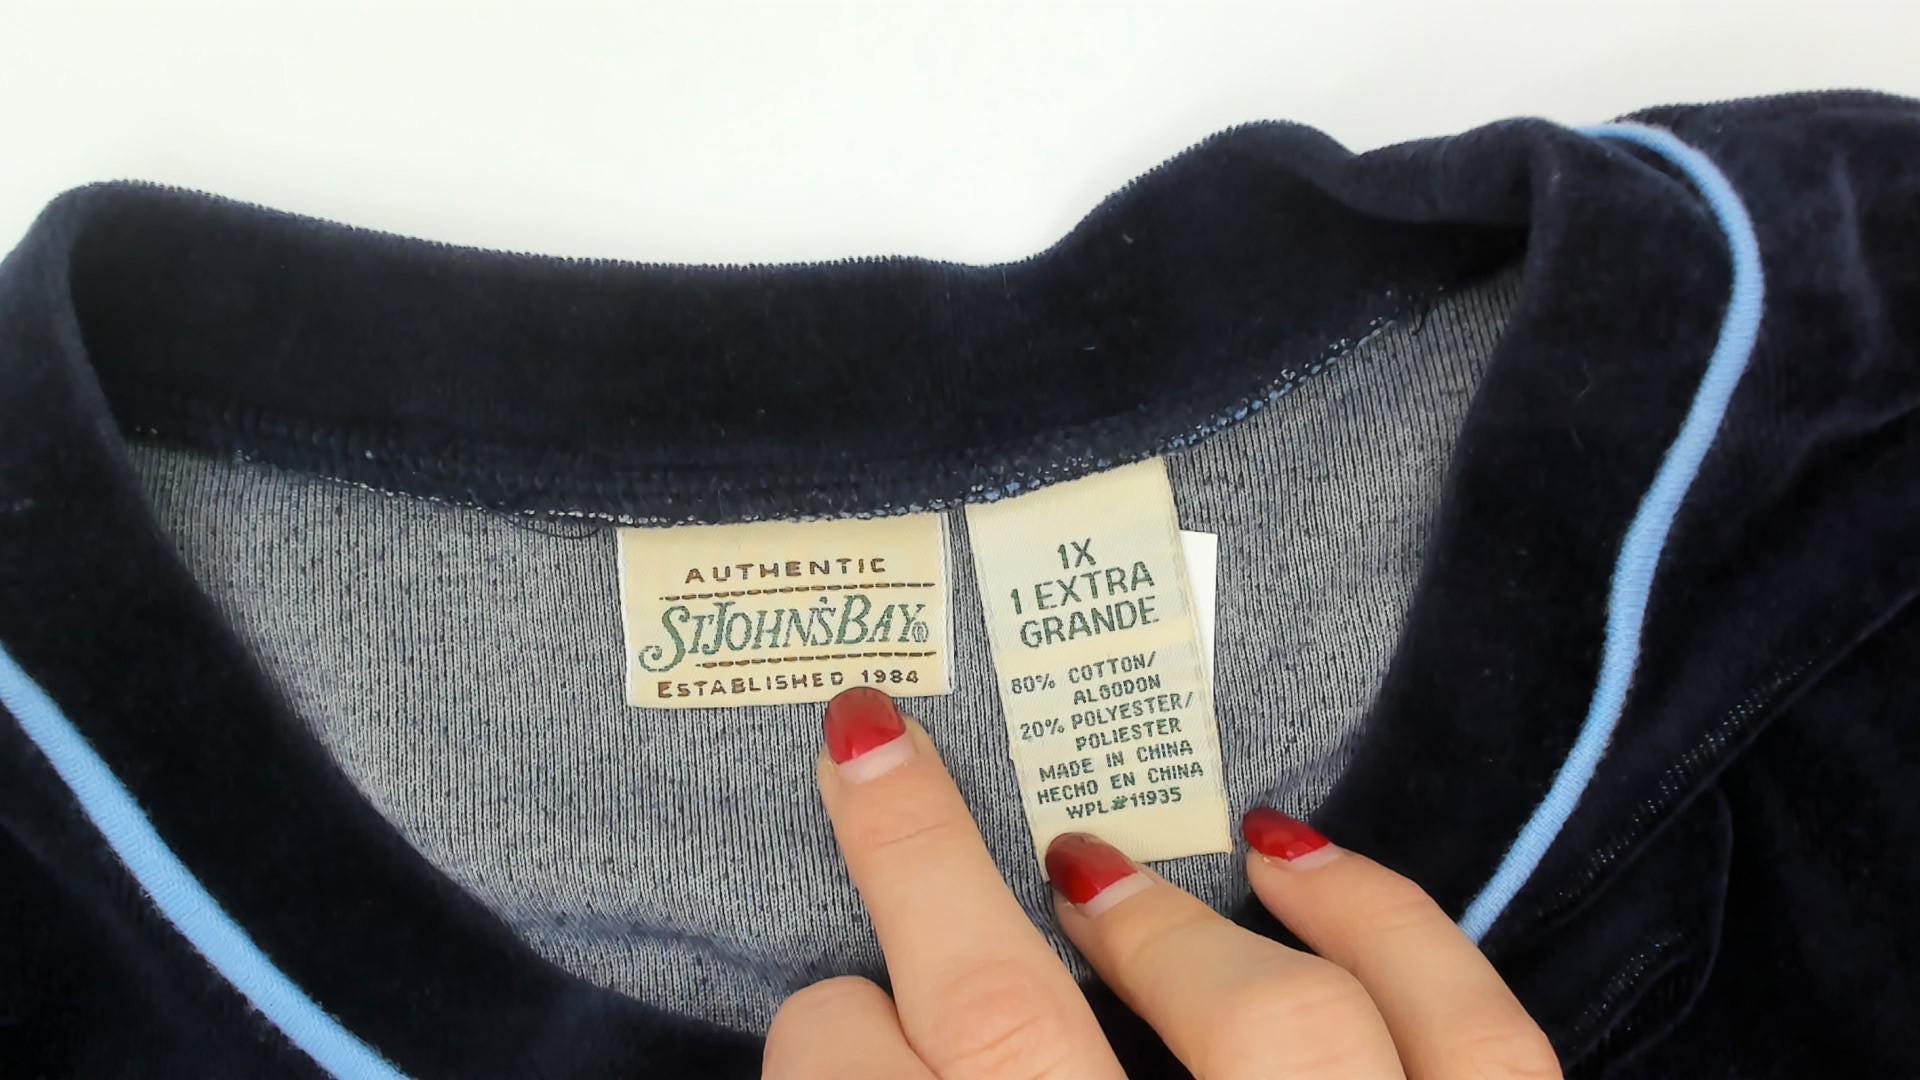 AUTHENTIC
ST.JOHN'S BAY®
ESTABLISHED 1984
1X
1 EXTRA
GRANDE
80% COTTON/
ALGODON
20% POLYESTER/
POLIESTER
MADE IN CHINA
HECHO EN CHINA
WPL#11935